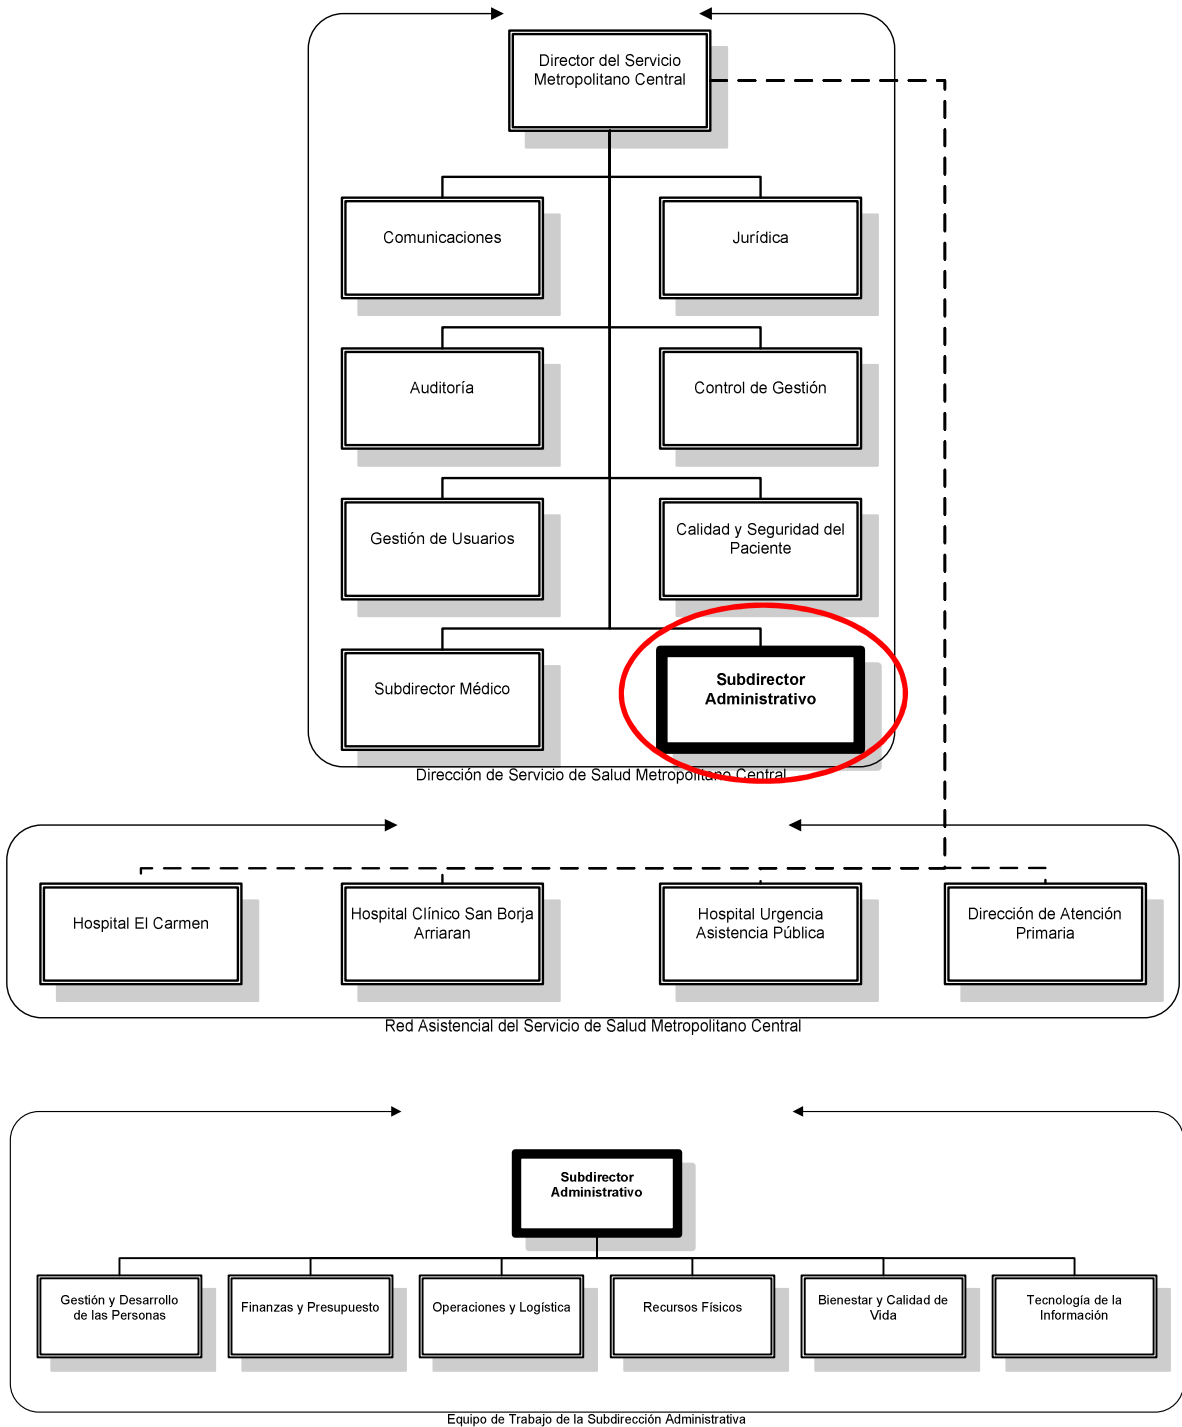 Director del Servicio
Metropolitano Central
Comunicaciones
Jurídica
Auditoría
Control de Gestión
Gestión de Usuarios
Calidad y Seguridad del
Paciente
Subdirector Médico
Subdirector
Administrativo
Dirección de Servicio de Salud Metropolitano Central
Hospital El Carmen
Hospital Clínico San Borja
Arriaran
Hospital Urgencia
Asistencia Pública
Dirección de Atención
Primaria
Red Asistencial del Servicio de Salud Metropolitano Central
Subdirector
Administrativo
Gestión y Desarrollo
de las Personas
Finanzas y Presupuesto
Operaciones y Logística
Recursos Físicos
Bienestar y Calidad de
Vida
Tecnología de la
Información
Equipo de Trabajo de la Subdirección Administrativa